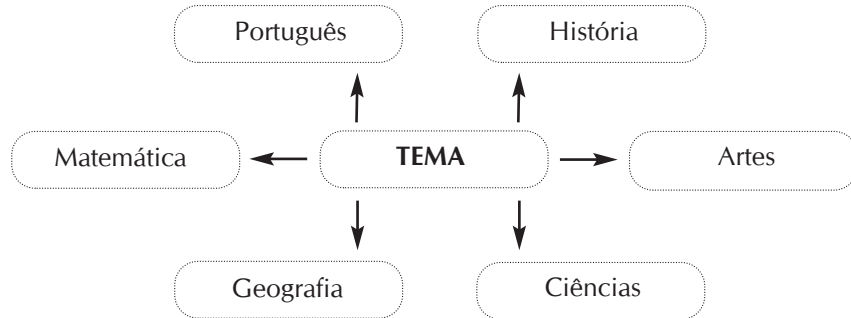 Português
História
Matemática
TEMA
Artes
Geografia
Ciências